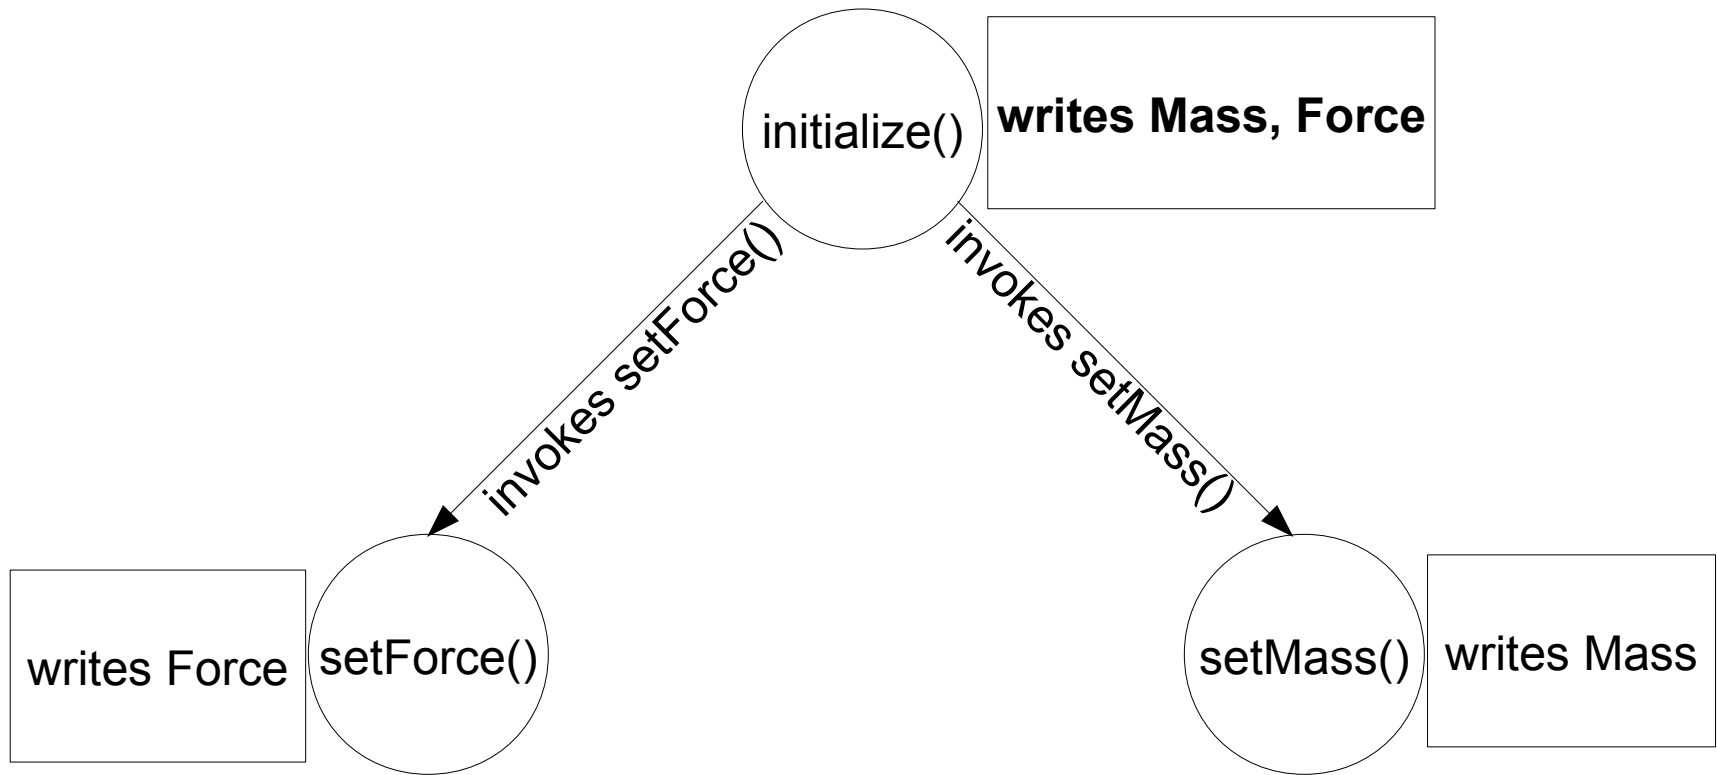 initialize()
writes Mass, Force
invokes setForce()
invokes setMass()
writes Force
setForce()
setMass()
writes Mass